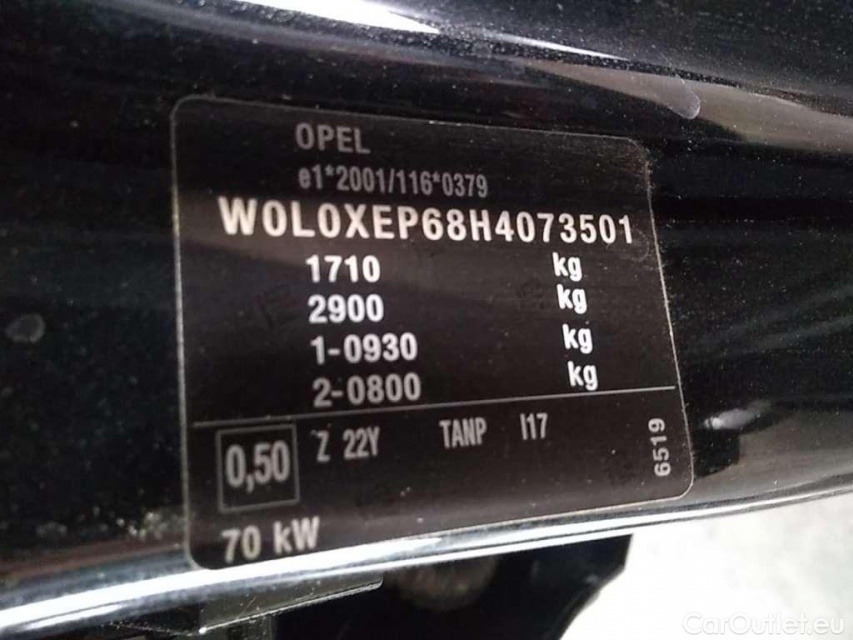 OPEL
e1*2001/116*0379
W0L0XEP68H4073501
1710 kg
2900 kg
1-0930 kg
2-0800 kg
0,50 Z 22Y TANP I17
6519
70 kW
CarOutlet.eu